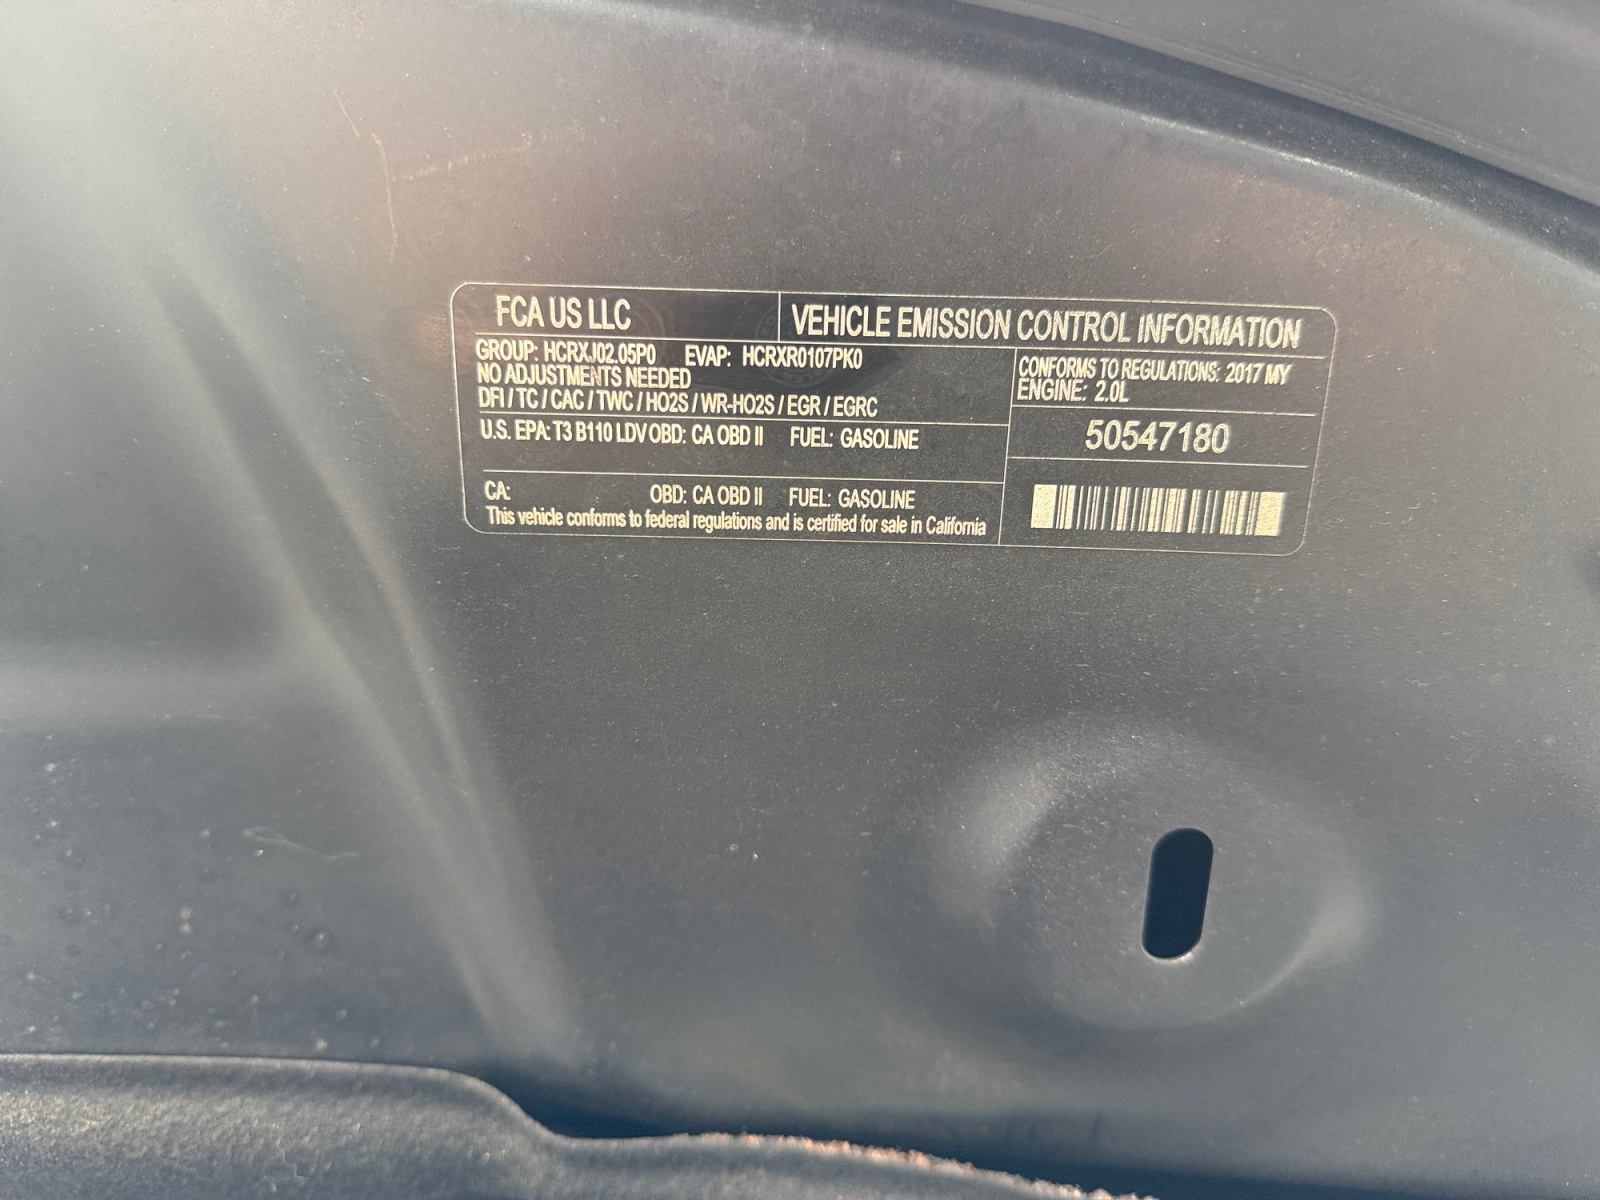 FCA US LLC
VEHICLE EMISSION CONTROL INFORMATION
GROUP: HCRXJ02.05P0 EVAP: HCRXR0107PK0
NO ADJUSTMENTS NEEDED
DFI / TC / CAC / TWC / HO2S / WR-HO2S / EGR / EGRC
U.S. EPA: T3 B110 LDV OBD: CA OBD II FUEL: GASOLINE
CA: OBD: CA OBD II FUEL: GASOLINE
This vehicle conforms to federal regulations and is certified for sale in California
CONFORMS TO REGULATIONS: 2017 MY
ENGINE: 2.0L
50547180